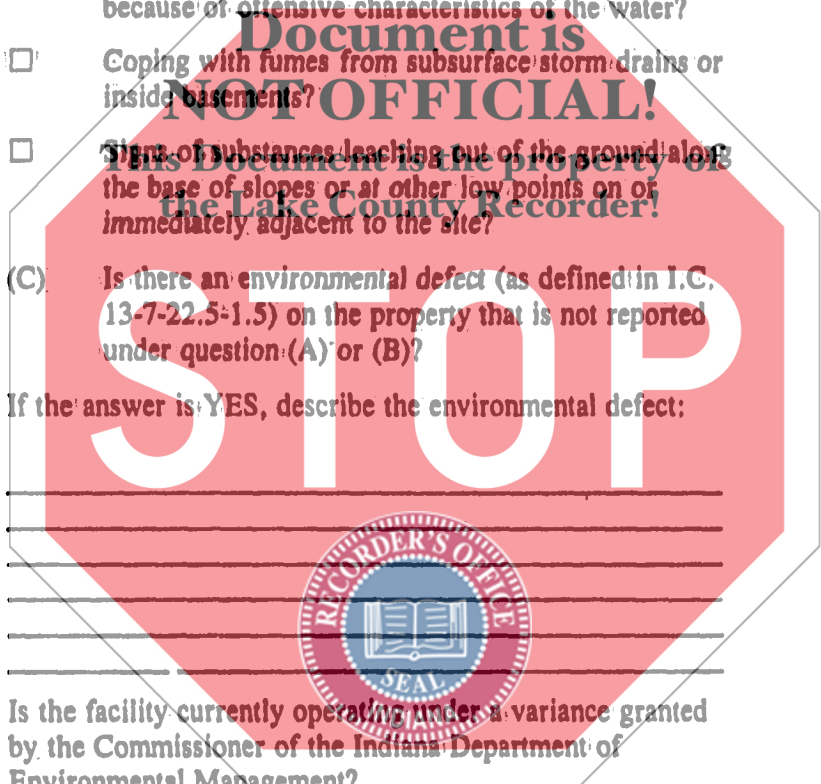 because of offensive characteristics of the water?
Document is
☐ Coping with fumes from subsurface storm drains or
inside basements?
NOT OFFICIAL!
☐ Signs of substances leaching out of the ground along
This Document is the property of
the base of slopes or at other low points on or
the Lake County Recorder!
immediately adjacent to the site?
(C) Is there an environmental defect (as defined in I.C.
13-7-22.5-1.5) on the property that is not reported
under question (A) or (B)?
STOP
If the answer is YES, describe the environmental defect:
RECORDER'S OFFICE
SEAL
Is the facility currently operating under a variance granted
by the Commissioner of the Indiana Department of
Environmental Management?